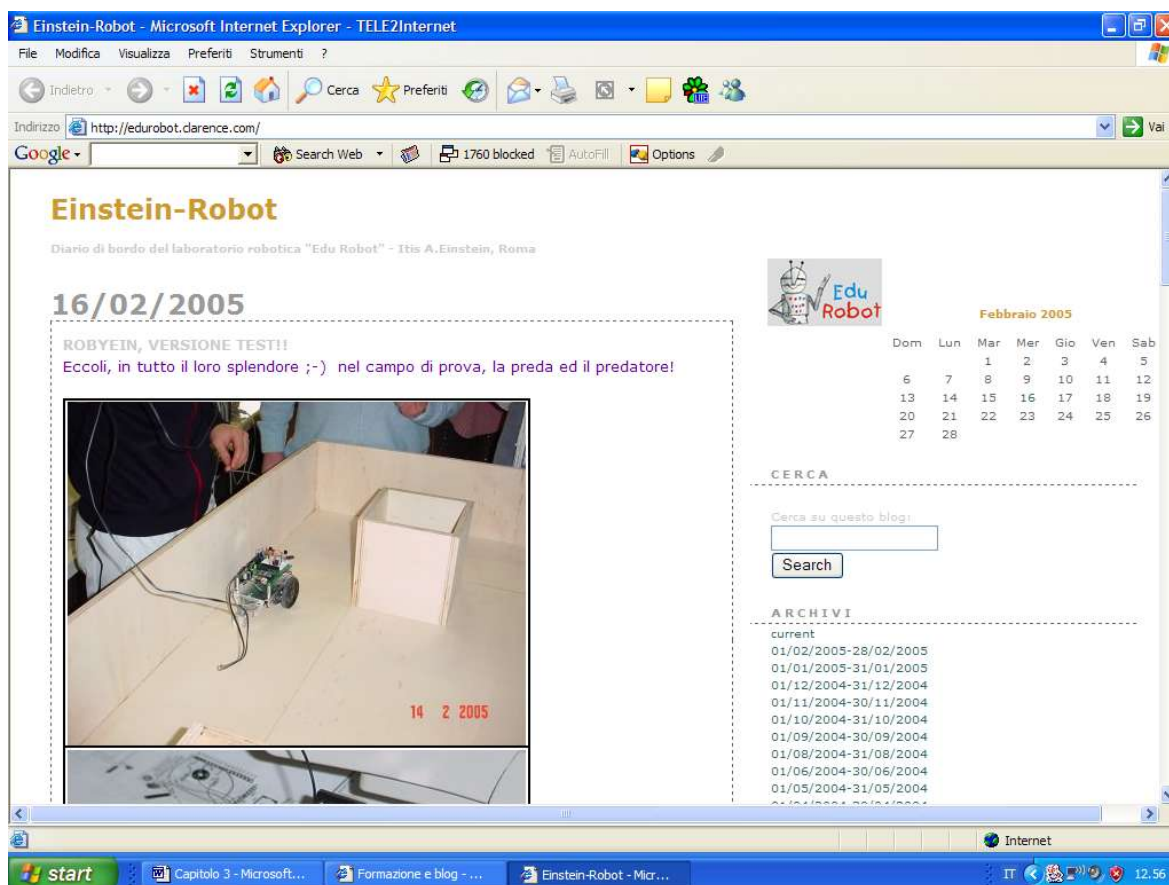 Einstein-Robot - Microsoft Internet Explorer - TELE2Internet
File Modifica Visualizza Preferiti Strumenti ?
Indietro Cerca Preferiti
Indirizzo http://edurobot.clarence.com/ Vai
Google Search Web 1760 blocked AutoFill Options
Einstein-Robot
Diario di bordo del laboratorio robotica "Edu Robot" - Itis A.Einstein, Roma
16/02/2005
ROBYEIN, VERSIONE TEST!!
Eccoli, in tutto il loro splendore ;-) nel campo di prova, la preda ed il predatore!
14 2 2005
Edu
Robot
Febbraio 2005
Dom Lun Mar Mer Gio Ven Sab
1 2 3 4 5
6 7 8 9 10 11 12
13 14 15 16 17 18 19
20 21 22 23 24 25 26
27 28
CERCA
Cerca su questo blog:
Search
ARCHIVI
current
01/02/2005-28/02/2005
01/01/2005-31/01/2005
01/12/2004-31/12/2004
01/11/2004-30/11/2004
01/10/2004-31/10/2004
01/09/2004-30/09/2004
01/08/2004-31/08/2004
01/06/2004-30/06/2004
01/05/2004-31/05/2004
Internet
start Capitolo 3 - Microsoft... Formazione e blog - ... Einstein-Robot - Micr... IT 12.56